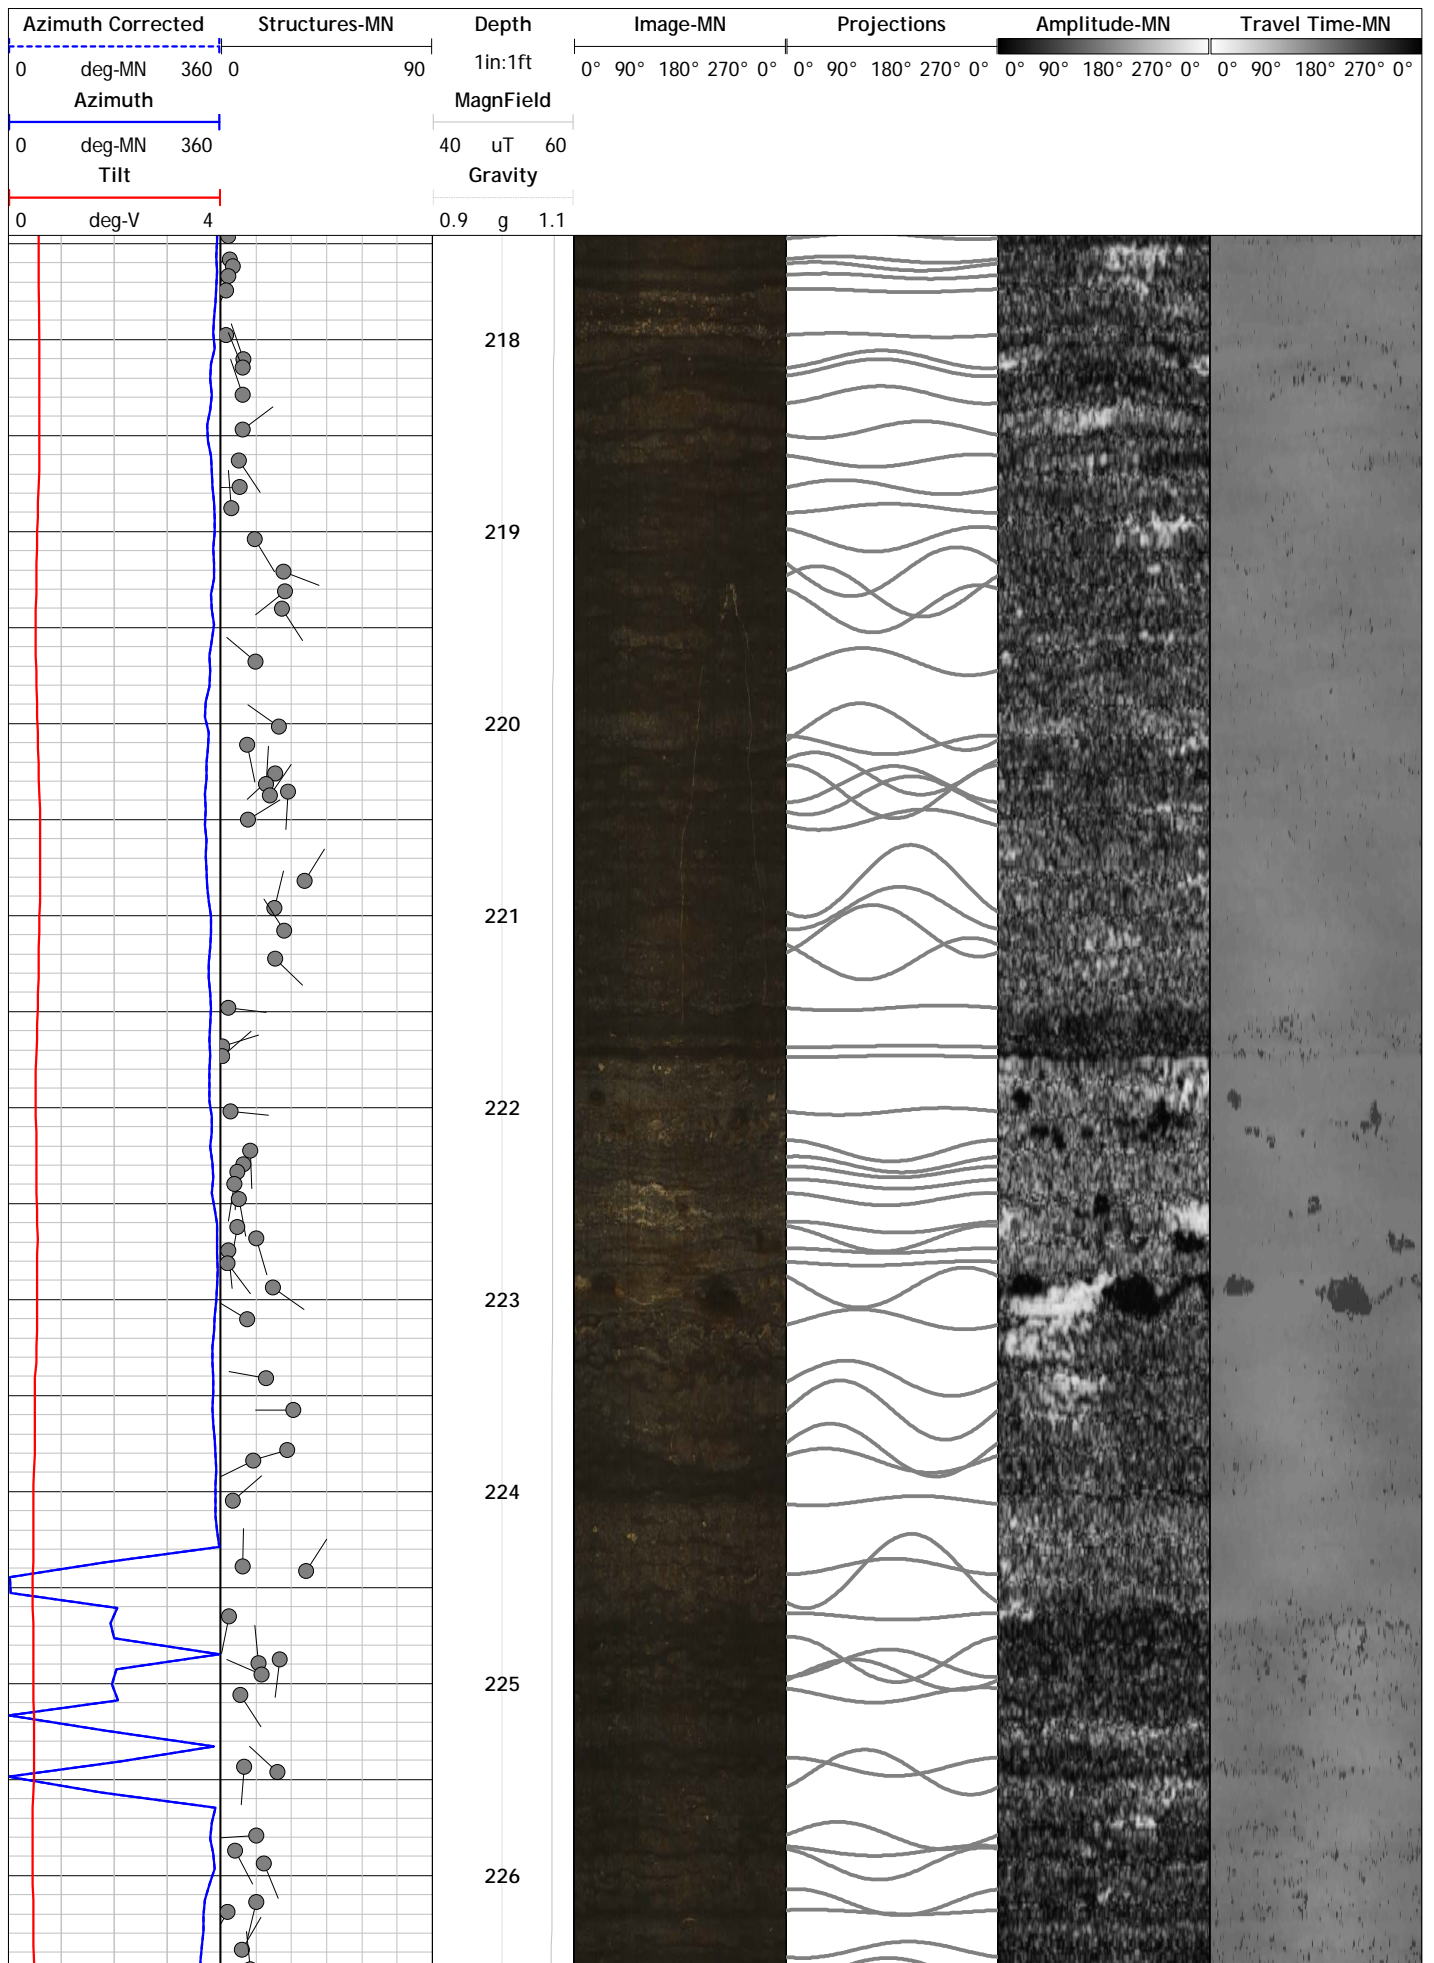 Azimuth Corrected Structures-MN Depth Image-MN Projections Amplitude-MN Travel Time-MN
0 deg-MN 360 0 90 1in:1ft 0° 90° 180° 270° 0° 0° 90° 180° 270° 0° 0° 90° 180° 270° 0° 0° 90° 180° 270° 0°
Azimuth MagnField
0 deg-MN 360 40 uT 60
Tilt Gravity
0 deg-V 4 0.9 g 1.1
218
219
220
221
222
223
224
225
226